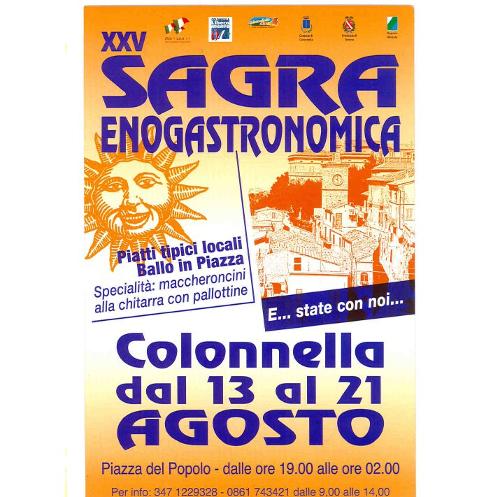 XXV
SAGRA
ENOGASTRONOMICA
Piatti tipici locali
Ballo in Piazza
Specialità: maccheroncini
alla chitarra con pallottine
E... state con noi...
Colonnella
dal 13 al 21
AGOSTO
Piazza del Popolo - dalle ore 19.00 alle ore 02.00
Per info: 347 1229328 - 0861 743421 dalle 9.00 alle 14,00